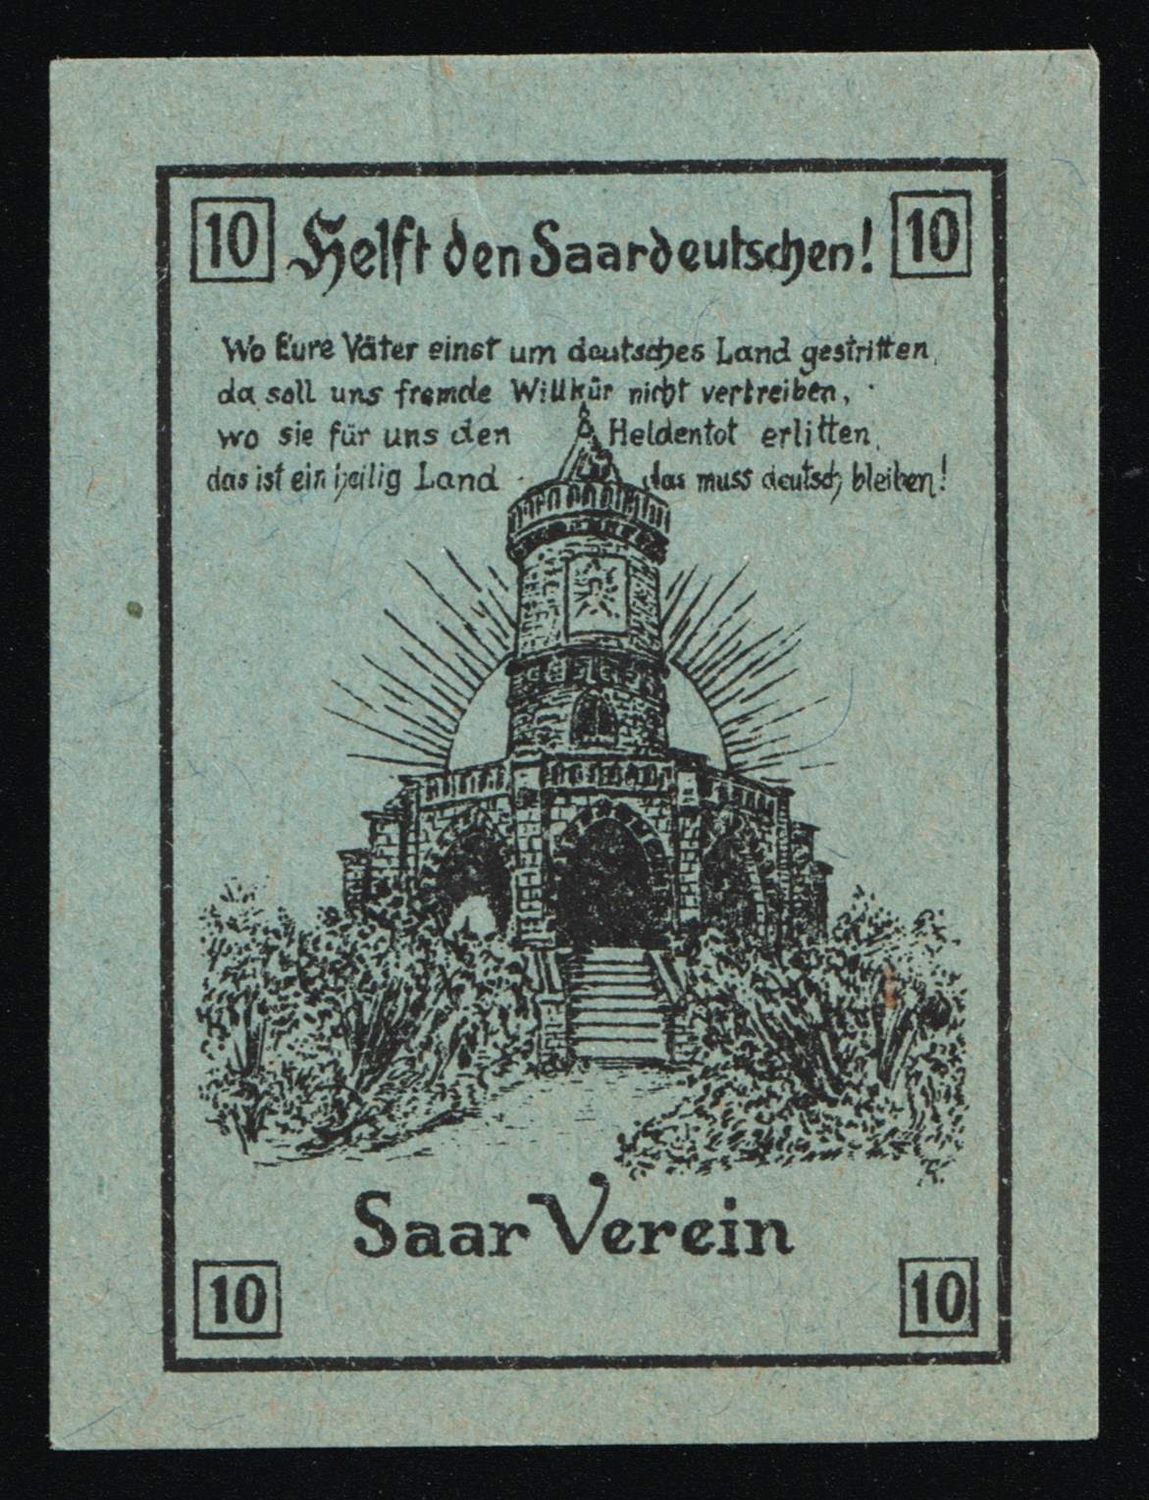 10 Helft den Saardeutschen! 10
Wo Eure Väter einst um deutsches Land gestritten,
da soll uns fremde Willkür nicht vertreiben,
wo sie für uns den Heldentot erlitten,
das ist ein heilig Land das muss deutsch bleiben!
Saar Verein
10 10